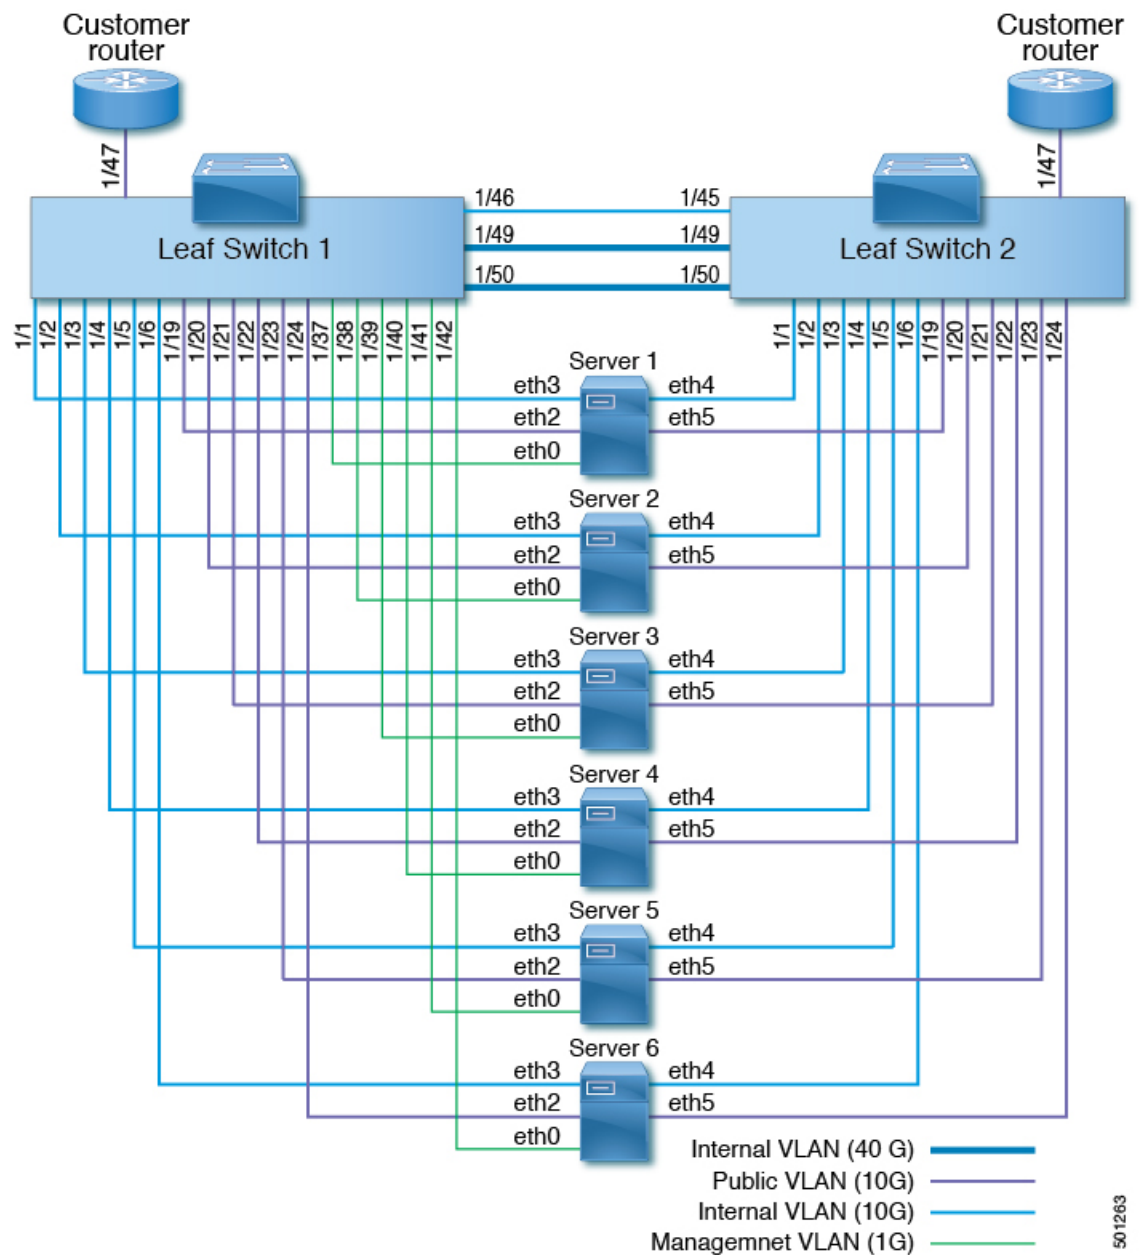 Customer
router
Customer
router
1/47
1/47
Leaf Switch 1
Leaf Switch 2
1/46
1/45
1/49
1/49
1/50
1/50
1/1
1/2
1/3
1/4
1/5
1/6
1/19
1/20
1/21
1/22
1/23
1/24
1/37
1/38
1/39
1/40
1/41
1/42
1/1
1/2
1/3
1/4
1/5
1/6
1/19
1/20
1/21
1/22
1/23
1/24
Server 1
eth3
eth4
eth2
eth5
eth0
Server 2
eth3
eth4
eth2
eth5
eth0
Server 3
eth3
eth4
eth2
eth5
eth0
Server 4
eth3
eth4
eth2
eth5
eth0
Server 5
eth3
eth4
eth2
eth5
eth0
Server 6
eth3
eth4
eth2
eth5
eth0
Internal VLAN (40 G)
Public VLAN (10G)
Internal VLAN (10G)
Managemnet VLAN (1G)
501263